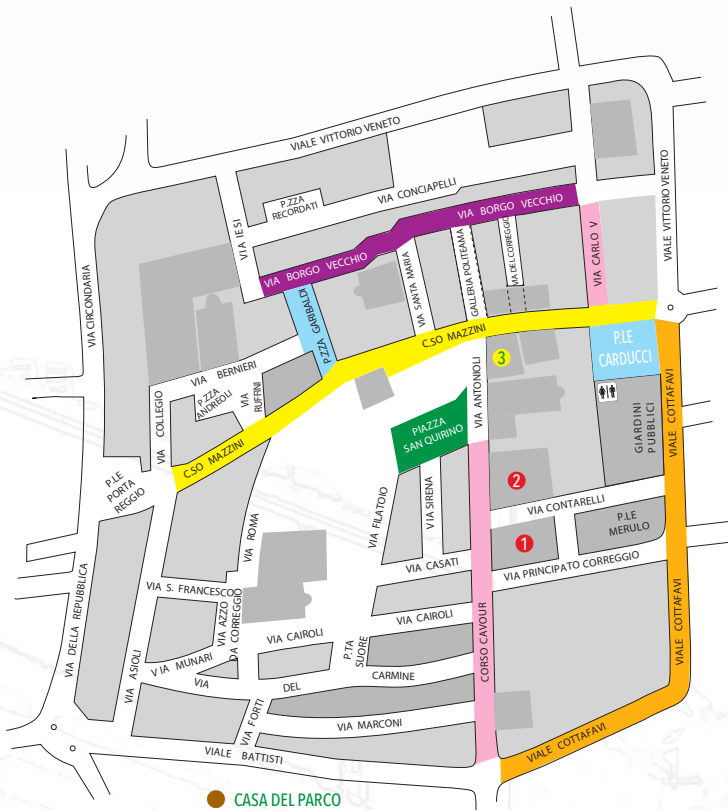 VIALE VITTORIO VENETO
P.ZZA
RECORDATI
VIA CONCIAPELLI
VIA IESI
VIA BORGO VECCHIO
VIA BORGO VECCHIO
VIA CARLO V
VIALE VITTORIO VENETO
VIA CIRCONDARIA
P.ZZA GARIBALDI
VIA SANTA MARIA
GALLERIA POLITEAMA
VIA DEL CORREGGIO
C.SO MAZZINI
P.LE
CARDUCCI
3
VIA BERNIERI
P.ZZA
ANDREOLI
VIA
RUFFINI
VIA COLLEGIO
C.SO MAZZINI
VIA ANTONIOLI
PIAZZA
SAN QUIRINO
GIARDINI
PUBBLICI
VIALE COTTAFAVI
P.LE
PORTA
REGGIO
2
VIA CONTARELLI
VIA FILATOIO
VIA SIRENA
VIA ROMA
1
P.LE
MERULO
VIA CASATI
VIA PRINCIPATO CORREGGIO
VIA S. FRANCESCO
VIA AZZO
DA CORREGGIO
VIA DELLA REPUBBLICA
VIA ASIOLI
VIA MUNARI
VIA CAIROLI
P.TA
SUORE
VIA CAIROLI
VIA
DEL
CARMINE
CORSO CAVOUR
VIALE COTTAFAVI
VIA FORTI
VIA MARCONI
VIALE BATTISTI
VIALE COTTAFAVI
CASA DEL PARCO